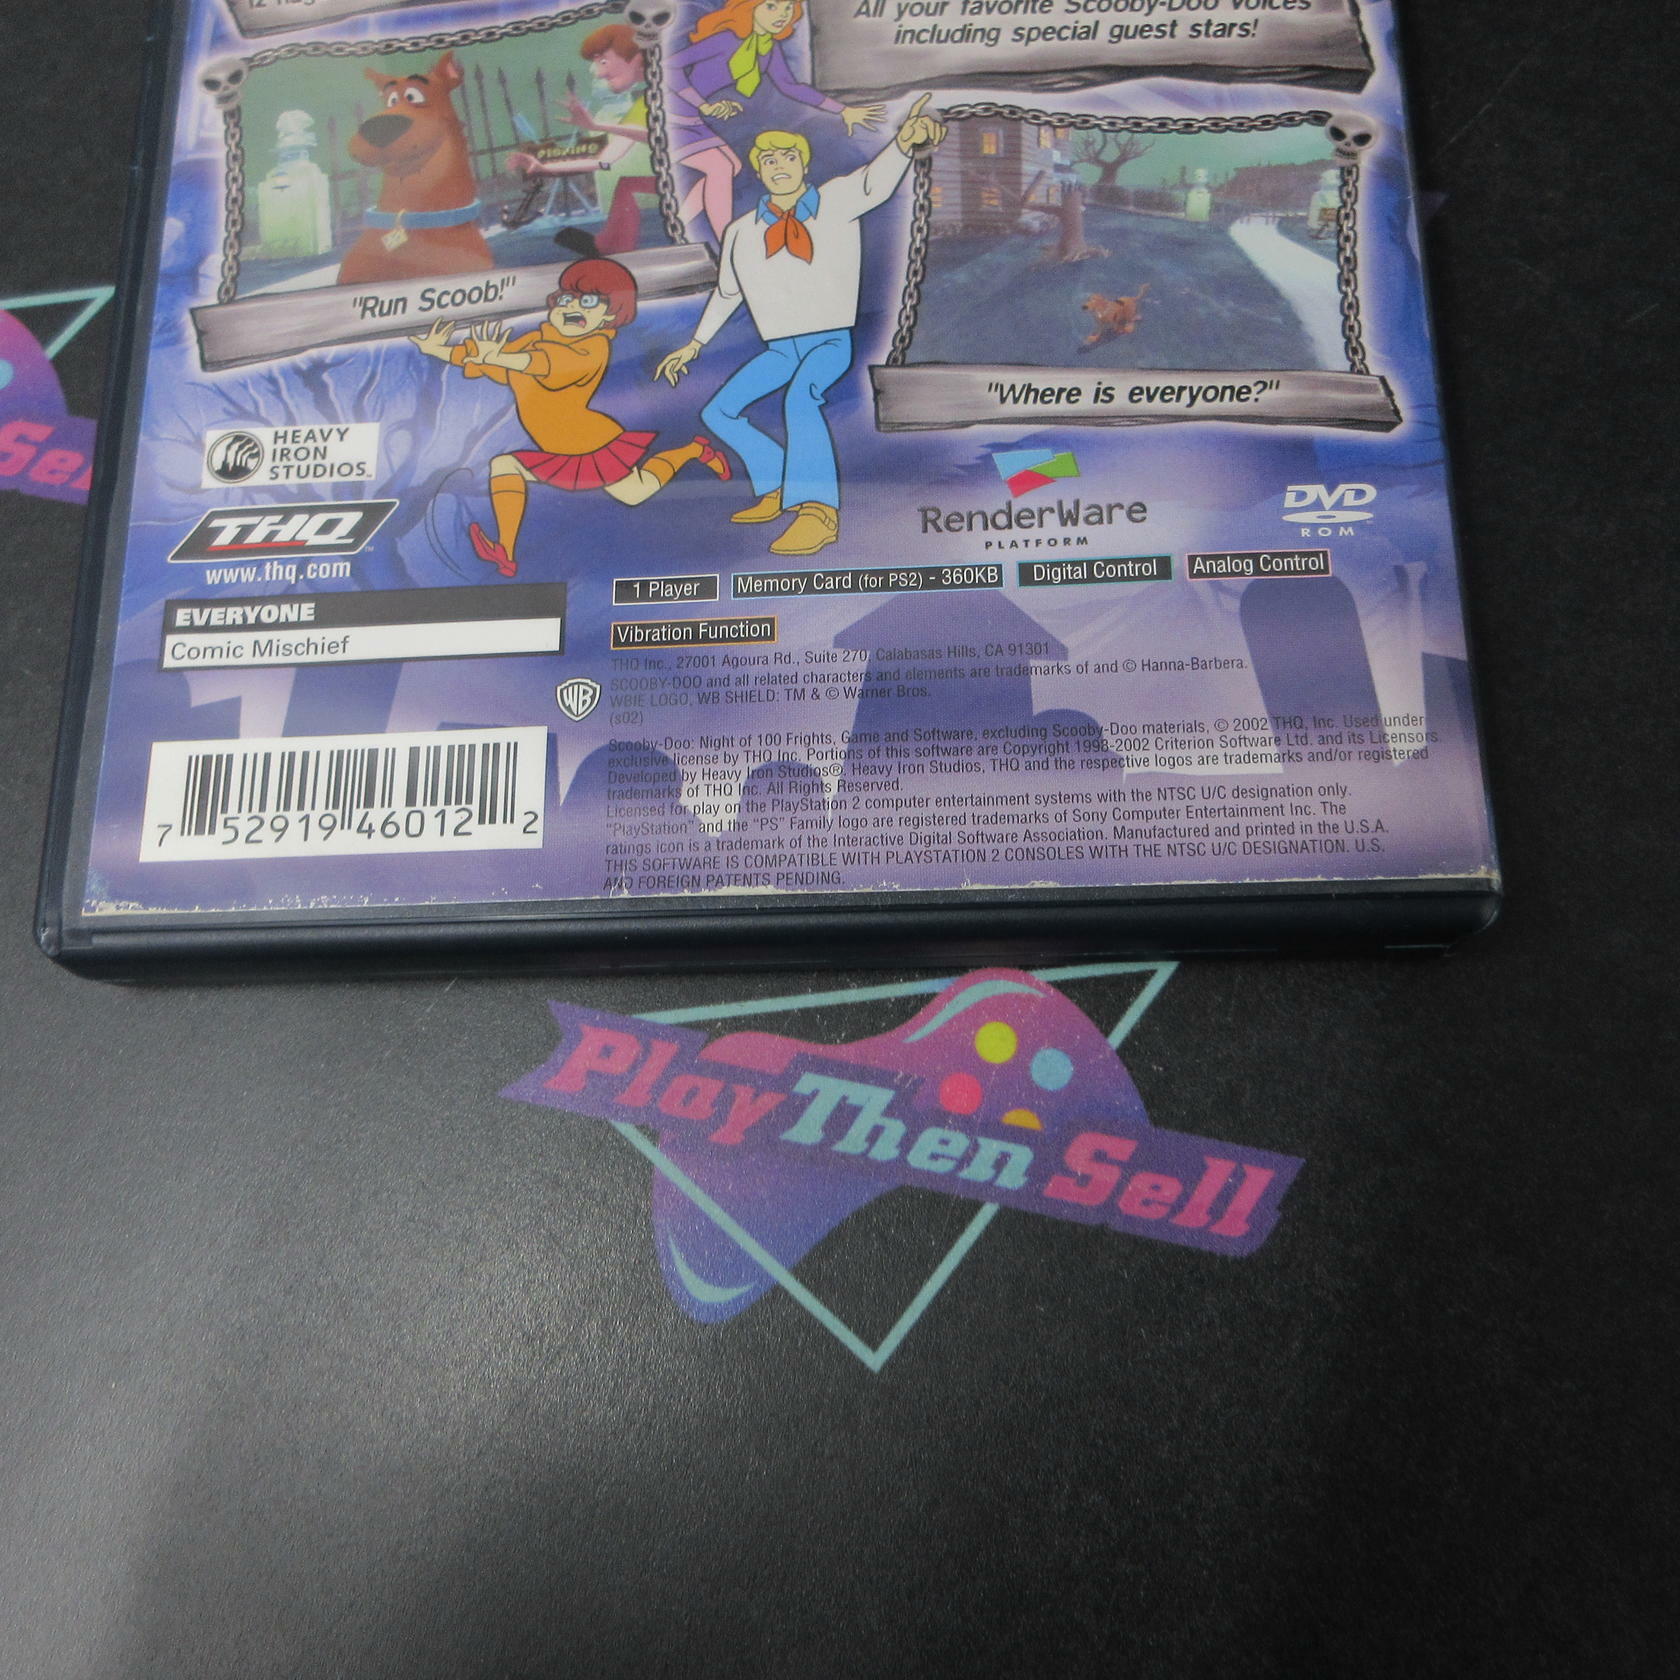 All your favorite Scooby-Doo voices
including special guest stars!
FISHING
"Run Scoob!"
"Where is everyone?"
HEAVY
IRON
STUDIOS™
THQ™
www.thq.com
RenderWare
PLATFORM
DVD
ROM
1 Player
Memory Card (for PS2) - 360KB
Digital Control
Analog Control
Vibration Function
EVERYONE
Comic Mischief
WB
THQ Inc., 27001 Agoura Rd., Suite 270, Calabasas Hills, CA 91301
SCOOBY-DOO and all related characters and elements are trademarks of and © Hanna-Barbera.
WBIE LOGO, WB SHIELD: TM & © Warner Bros.
(s02)
Scooby-Doo: Night of 100 Frights, Game and Software, excluding Scooby-Doo materials, © 2002 THQ, Inc. Used under
exclusive license by THQ Inc. Portions of this software are Copyright 1998-2002 Criterion Software Ltd. and its Licensors.
Developed by Heavy Iron Studios®. Heavy Iron Studios, THQ and the respective logos are trademarks and/or registered
trademarks of THQ Inc. All Rights Reserved.
Licensed for play on the PlayStation 2 computer entertainment systems with the NTSC U/C designation only.
"PlayStation" and the "PS" Family logo are registered trademarks of Sony Computer Entertainment Inc. The
ratings icon is a trademark of the Interactive Digital Software Association. Manufactured and printed in the U.S.A.
THIS SOFTWARE IS COMPATIBLE WITH PLAYSTATION 2 CONSOLES WITH THE NTSC U/C DESIGNATION. U.S.
AND FOREIGN PATENTS PENDING.
7 52919 46012 2
Play Then Sell
Sell